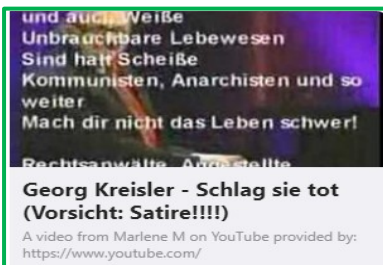 und auch Weiße
Unbrauchbare Lebewesen
Sind halt Scheiße
Kommunisten, Anarchisten und so
weiter
Mach dir nicht das Leben schwer!
Rechtsanwälte, Angestellte
Georg Kreisler - Schlag sie tot
(Vorsicht: Satire!!!!)
A video from Marlene M on YouTube provided by:
https://www.youtube.com/